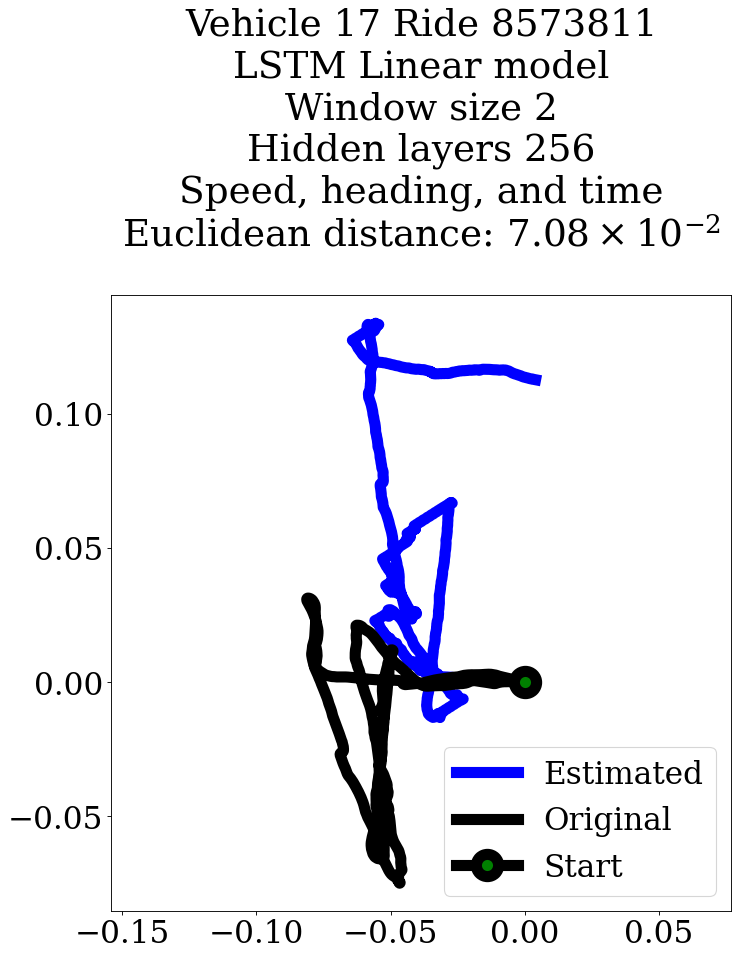 Vehicle 17 Ride 8573811
LSTM Linear model
Window size 2
Hidden layers 256
Speed, heading, and time
Euclidean distance: 7.08 × 10⁻²
0.10
0.05
0.00
−0.05
Estimated
Original
Start
−0.15
−0.10
−0.05
0.00
0.05